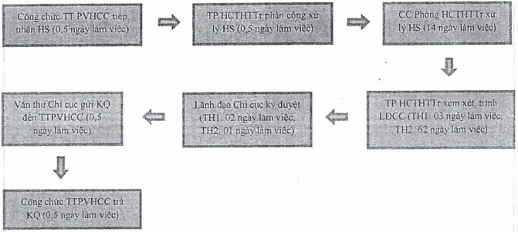 Công chức TT PVHCC tiếp
nhận HS (0,5 ngày làm việc)
TP HCTHTTr phân công xử
lý HS (0,5 ngày làm việc)
CC Phòng HCTHTTr xử
lý HS (14 ngày làm việc)
TP HCTHTTr xem xét, trình
LĐCC (TH1: 03 ngày làm việc,
TH2: 62 ngày làm việc)
Lãnh đạo Chi cục ký duyệt
(TH1: 02 ngày làm việc,
TH2: 01 ngày làm việc)
Văn thư Chi cục gửi KQ
đến TTPVHCC (0,5
ngày làm việc)
Công chức TTPVHCC trả
KQ (0,5 ngày làm việc)